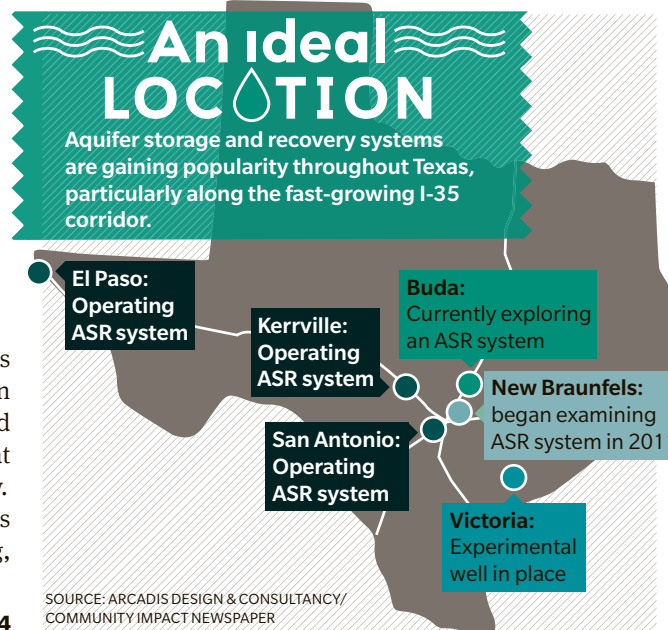 An ideal
LOCATION
Aquifer storage and recovery systems
are gaining popularity throughout Texas,
particularly along the fast-growing I-35
corridor.
El Paso:
Operating
ASR system
Kerrville:
Operating
ASR system
Buda:
Currently exploring
an ASR system
New Braunfels:
began examining
ASR system in 201
San Antonio:
Operating
ASR system
Victoria:
Experimental
well in place
SOURCE: ARCADIS DESIGN & CONSULTANCY/
COMMUNITY IMPACT NEWSPAPER
4